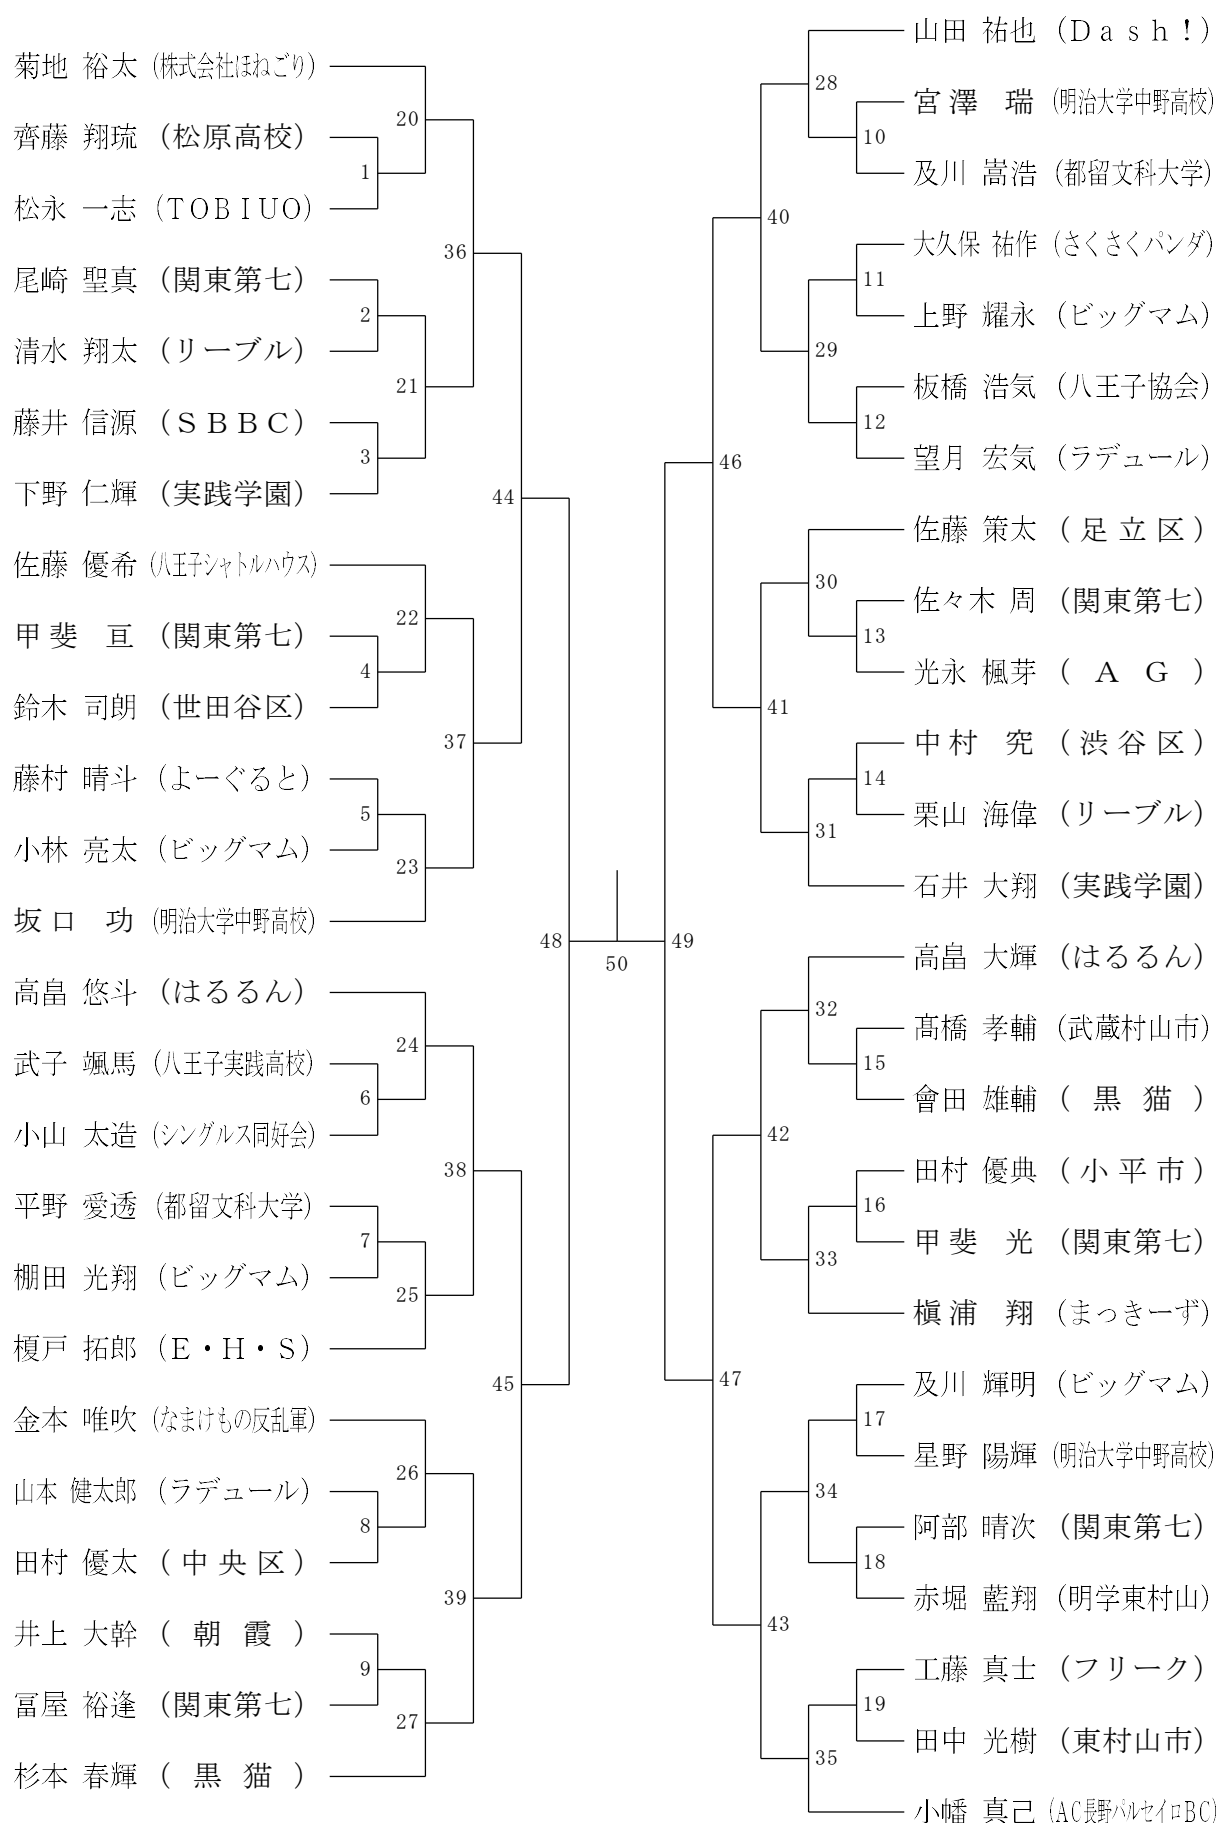 菊地 裕太 (株式会社ほねごり)
齊藤 翔琉 (松原高校)
松永 一志 (TOBIUO)
尾崎 聖真 (関東第七)
清水 翔太 (リーブル)
藤井 信源 (SBBC)
下野 仁輝 (実践学園)
佐藤 優希 (八王子シャトルハウス)
甲斐 亘 (関東第七)
鈴木 司朗 (世田谷区)
藤村 晴斗 (よーぐると)
小林 亮太 (ビッグマム)
坂口 功 (明治大学中野高校)
高畠 悠斗 (はるるん)
武子 颯馬 (八王子実践高校)
小山 太造 (シングルス同好会)
平野 愛透 (都留文科大学)
棚田 光翔 (ビッグマム)
榎戸 拓郎 (E・H・S)
金本 唯吹 (なまけもの反乱軍)
山本 健太郎 (ラデュール)
田村 優太 (中央区)
井上 大幹 (朝霞)
冨屋 裕逢 (関東第七)
杉本 春輝 (黒猫)
1
2
3
4
5
6
7
8
9
20
21
22
23
24
25
26
27
36
37
38
39
44
45
48
50
49
46
47
40
41
42
43
28
29
30
31
32
33
34
35
10
11
12
13
14
15
16
17
18
19
山田 祐也 (Dash!)
宮澤 瑞 (明治大学中野高校)
及川 嵩浩 (都留文科大学)
大久保 祐作 (さくさくパンダ)
上野 耀永 (ビッグマム)
板橋 浩気 (八王子協会)
望月 宏気 (ラデュール)
佐藤 策太 (足立区)
佐々木 周 (関東第七)
光永 楓芽 (AG)
中村 究 (渋谷区)
栗山 海偉 (リーブル)
石井 大翔 (実践学園)
高畠 大輝 (はるるん)
髙橋 孝輔 (武蔵村山市)
會田 雄輔 (黒猫)
田村 優典 (小平市)
甲斐 光 (関東第七)
槇浦 翔 (まっきーず)
及川 輝明 (ビッグマム)
星野 陽輝 (明治大学中野高校)
阿部 晴次 (関東第七)
赤堀 藍翔 (明学東村山)
工藤 真士 (フリーク)
田中 光樹 (東村山市)
小幡 真己 (AC長野パルセイロBC)